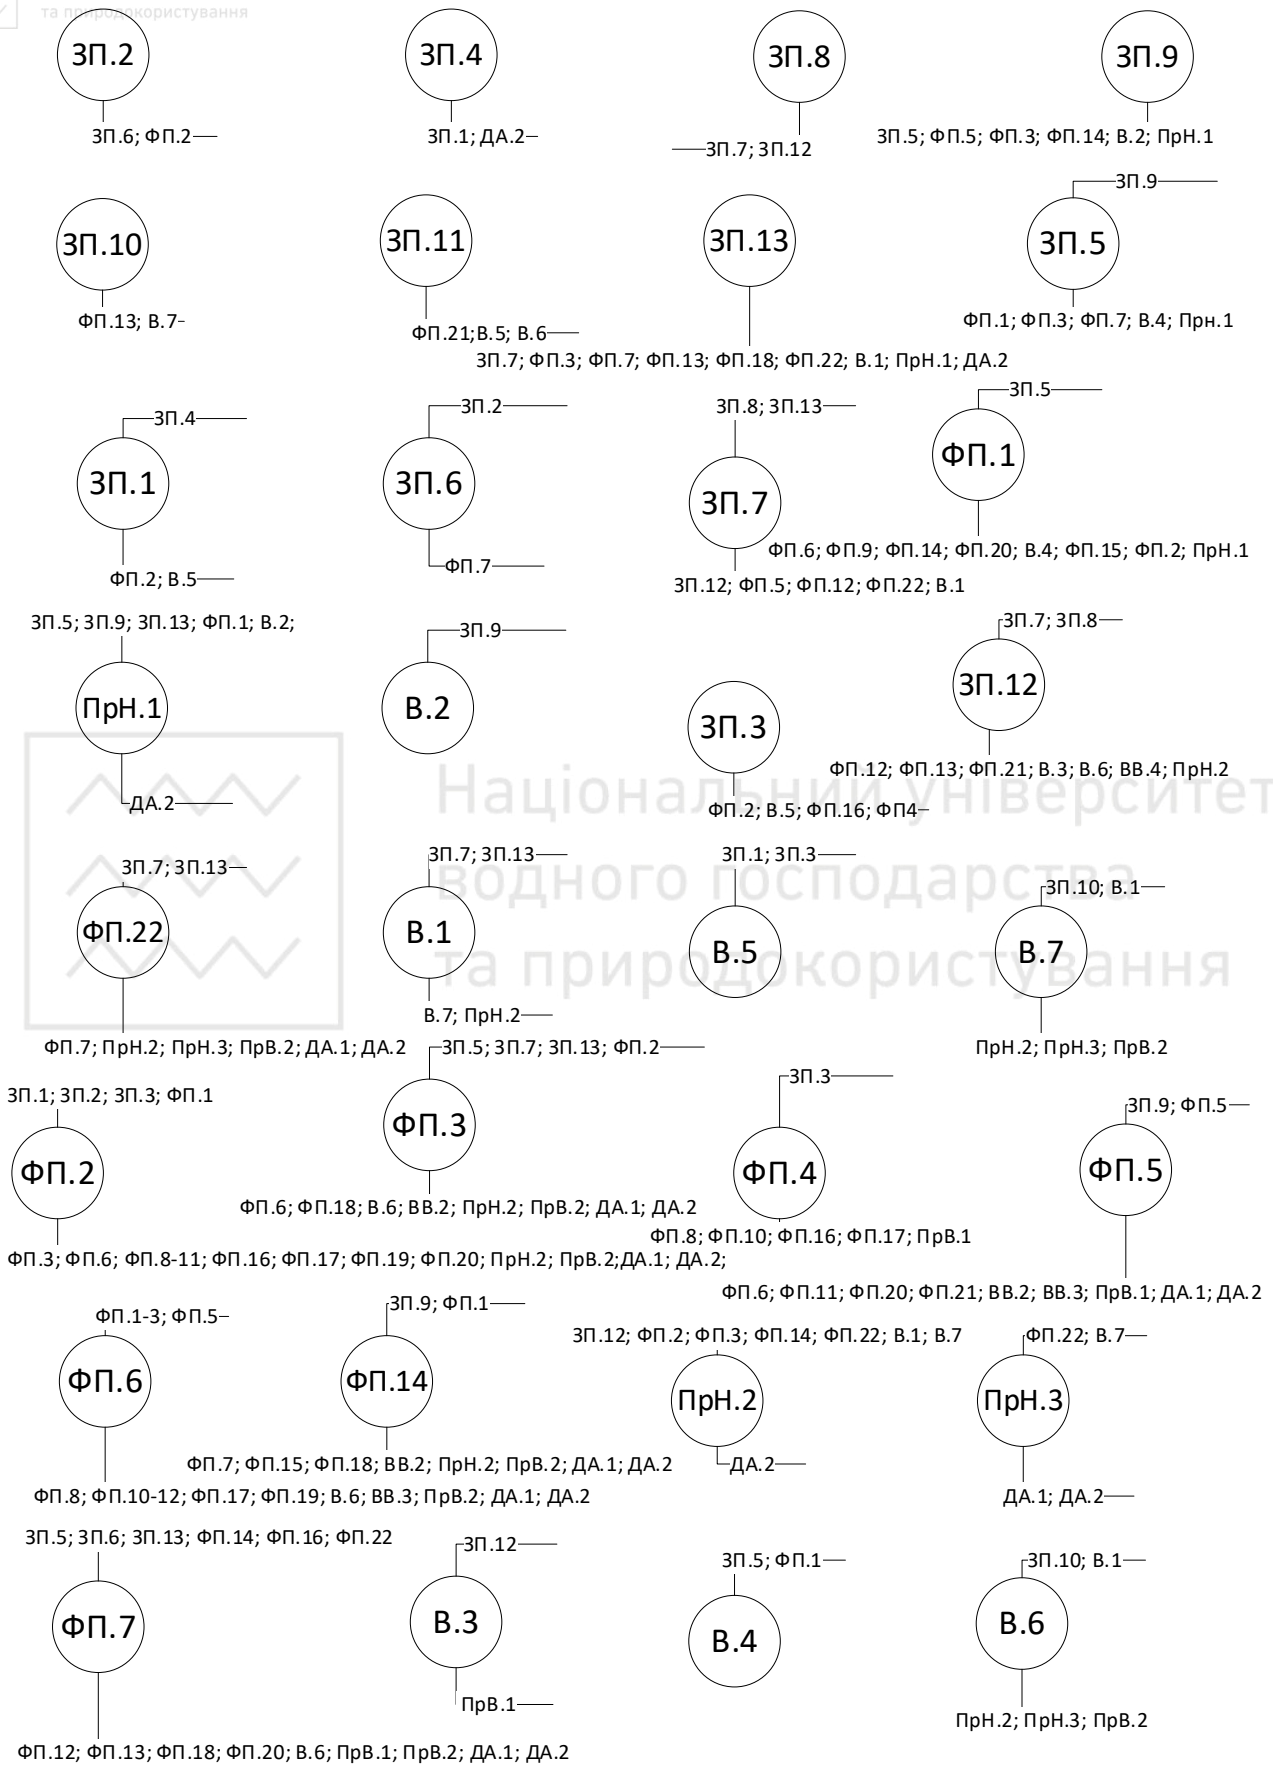 та природокористування
ЗП.2
ЗП.4
ЗП.8
ЗП.9
ЗП.6; ФП.2
ЗП.1; ДА.2
ЗП.7; ЗП.12
ЗП.5; ФП.5; ФП.3; ФП.14; В.2; ПрН.1
ЗП.9
ЗП.10
ЗП.11
ЗП.13
ЗП.5
ФП.13; В.7
ФП.21;В.5; В.6
ФП.1; ФП.3; ФП.7; В.4; Прн.1
ЗП.7; ФП.3; ФП.7; ФП.13; ФП.18; ФП.22; В.1; ПрН.1; ДА.2
ЗП.4
ЗП.2
ЗП.8; ЗП.13
ЗП.5
ЗП.1
ЗП.6
ЗП.7
ФП.1
ФП.6; ФП.9; ФП.14; ФП.20; В.4; ФП.15; ФП.2; ПрН.1
ФП.2; В.5
ФП.7
ЗП.12; ФП.5; ФП.12; ФП.22; В.1
ЗП.5; ЗП.9; ЗП.13; ФП.1; В.2;
ЗП.9
ЗП.7; ЗП.8
ПрН.1
В.2
ЗП.3
ЗП.12
ДА.2
ФП.2; В.5; ФП.16; ФП4
ФП.12; ФП.13; ФП.21; В.3; В.6; ВВ.4; ПрН.2
Національний університет
водного господарства
та природокористування
ЗП.7; ЗП.13
ЗП.7; ЗП.13
ЗП.1; ЗП.3
ЗП.10; В.1
ФП.22
В.1
В.5
В.7
ФП.7; ПрН.2; ПрН.3; ПрВ.2; ДА.1; ДА.2
В.7; ПрН.2
ПрН.2; ПрН.3; ПрВ.2
ЗП.1; ЗП.2; ЗП.3; ФП.1
ЗП.5; ЗП.7; ЗП.13; ФП.2
ЗП.3
ЗП.9; ФП.5
ФП.2
ФП.3
ФП.4
ФП.5
ФП.3; ФП.6; ФП.8-11; ФП.16; ФП.17; ФП.19; ФП.20; ПрН.2; ПрВ.2;ДА.1; ДА.2;
ФП.6; ФП.18; В.6; ВВ.2; ПрН.2; ПрВ.2; ДА.1; ДА.2
ФП.8; ФП.10; ФП.16; ФП.17; ПрВ.1
ФП.6; ФП.11; ФП.20; ФП.21; ВВ.2; ВВ.3; ПрВ.1; ДА.1; ДА.2
ФП.1-3; ФП.5
ЗП.9; ФП.1
ЗП.12; ФП.2; ФП.3; ФП.14; ФП.22; В.1; В.7
ФП.22; В.7
ФП.6
ФП.14
ПрН.2
ПрН.3
ФП.8; ФП.10-12; ФП.17; ФП.19; В.6; ВВ.3; ПрВ.2; ДА.1; ДА.2
ФП.7; ФП.15; ФП.18; ВВ.2; ПрН.2; ПрВ.2; ДА.1; ДА.2
ДА.2
ДА.1; ДА.2
ЗП.5; ЗП.6; ЗП.13; ФП.14; ФП.16; ФП.22
ЗП.12
ЗП.5; ФП.1
ЗП.10; В.1
ФП.7
В.3
В.4
В.6
ФП.12; ФП.13; ФП.18; ФП.20; В.6; ПрВ.1; ПрВ.2; ДА.1; ДА.2
ПрВ.1
ПрН.2; ПрН.3; ПрВ.2